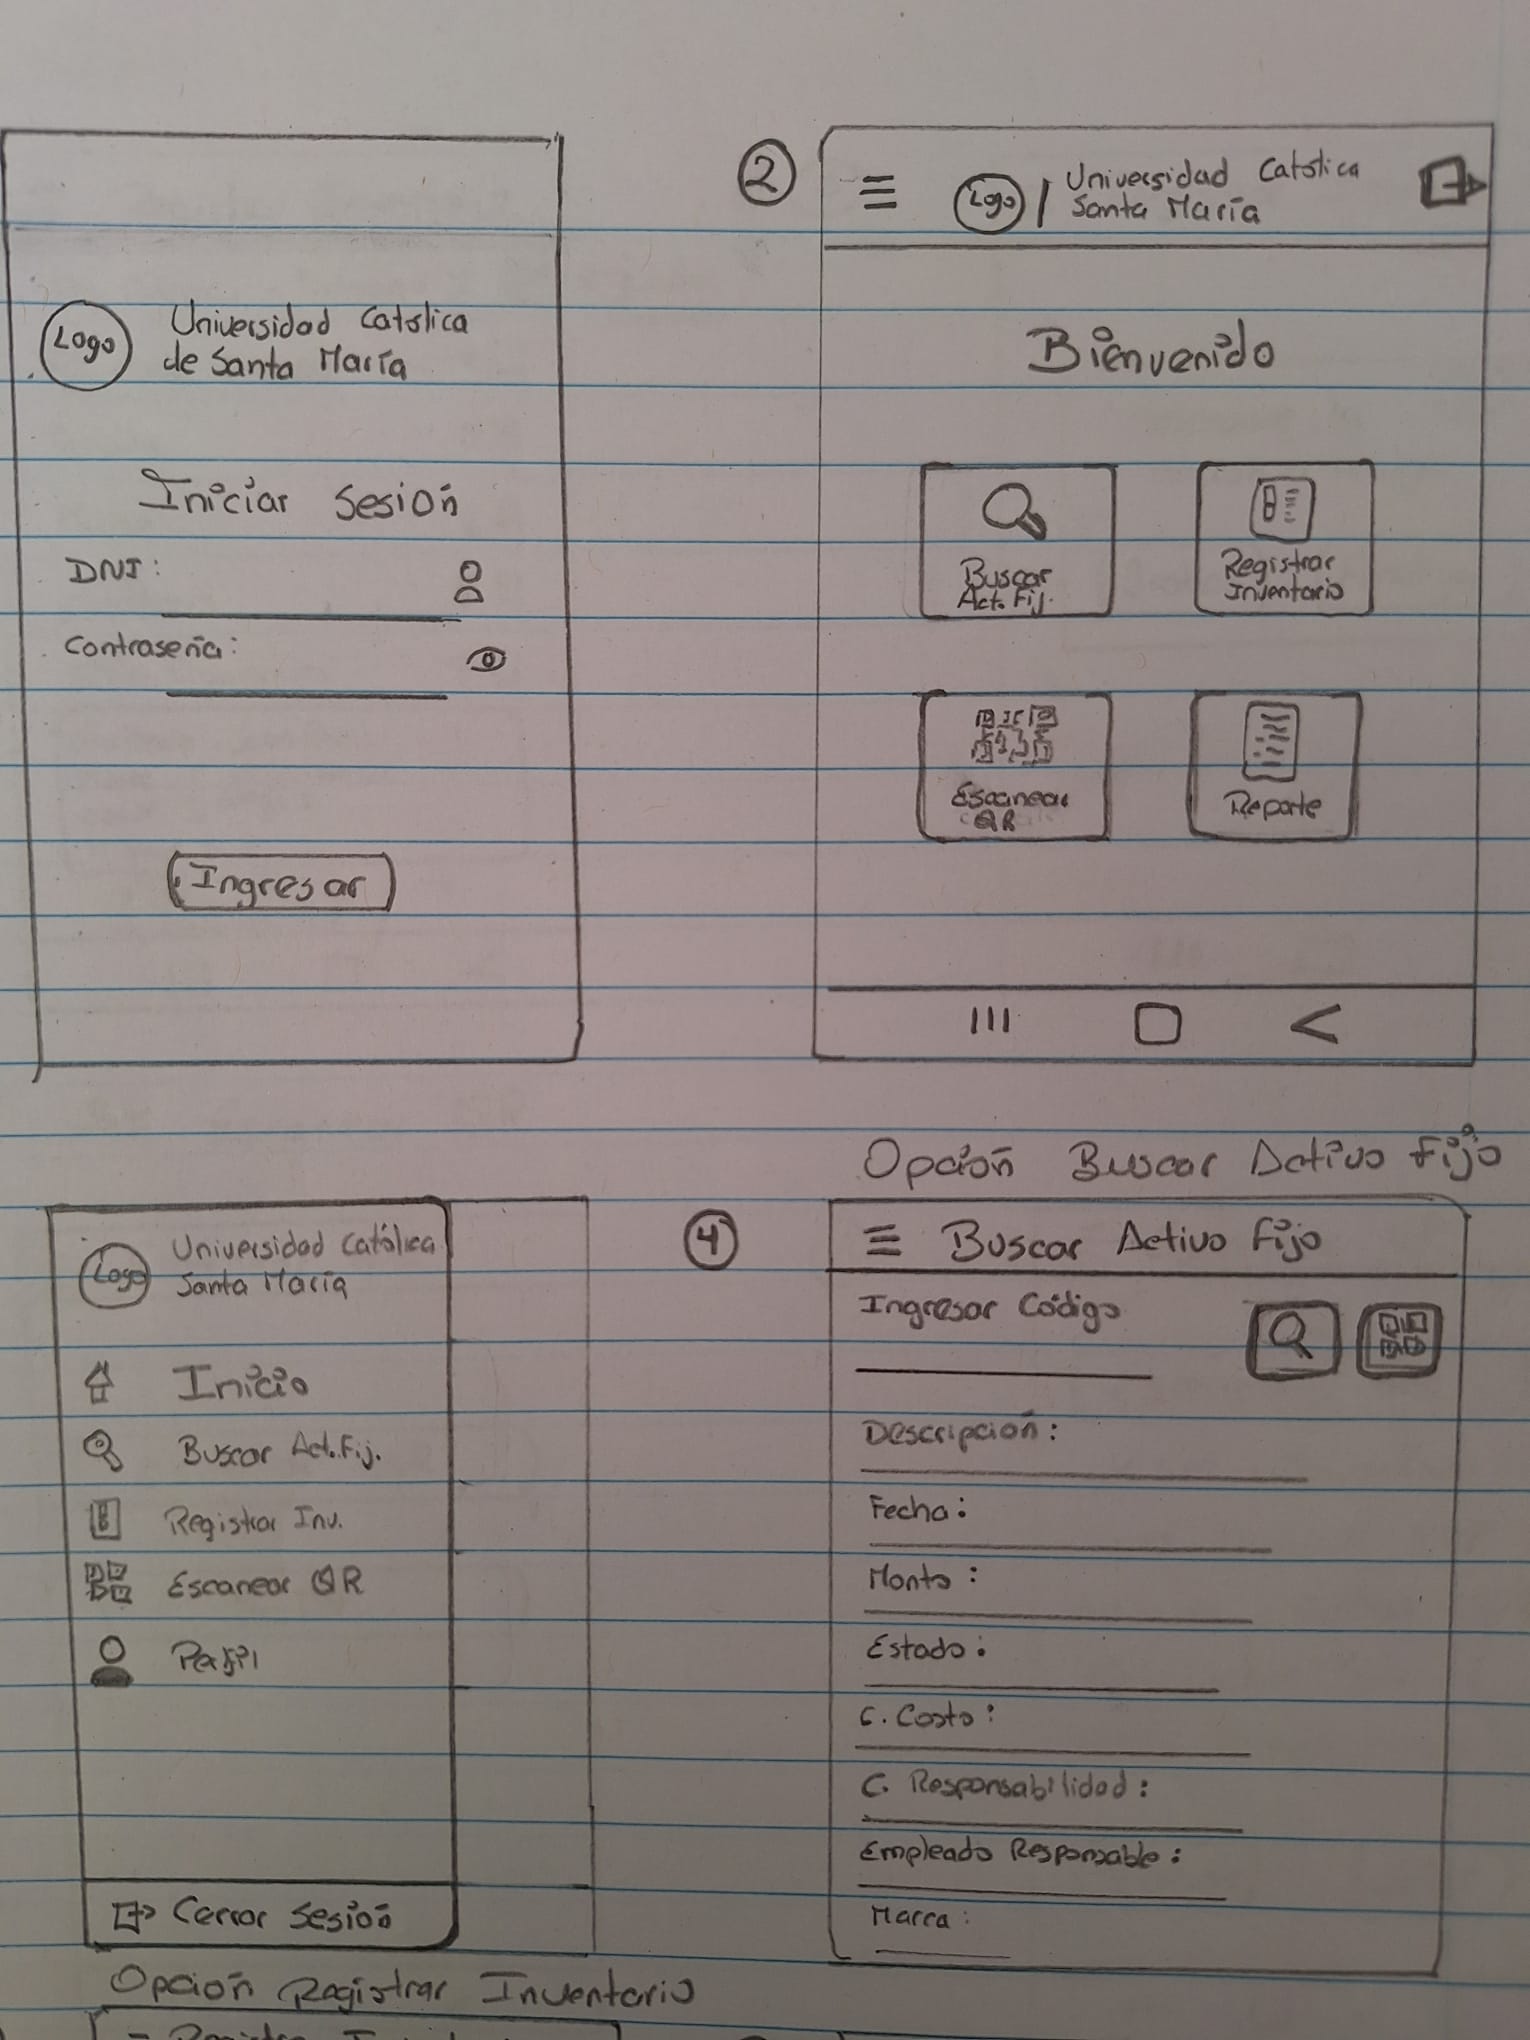 Logo
Universidad Católica
de Santa María
Iniciar Sesión
DNI:
Contraseña:
Ingresar
2
Logo
Universidad Católica
Santa María
Bienvenido
Buscar
Act. Fij.
Registrar
Inventario
Escanear
QR
Reporte
Logo
Universidad Católica
Santa María
Inicio
Buscar Act. Fij.
Registrar Inv.
Escanear QR
Perfil
Cerrar Sesión
Opción Buscar Activo Fijo
4
Buscar Activo Fijo
Ingresar Código
Descripción:
Fecha:
Monto:
Estado:
C. Costo:
C. Responsabilidad:
Empleado Responsable:
Marca:
Opción Registrar Inventario